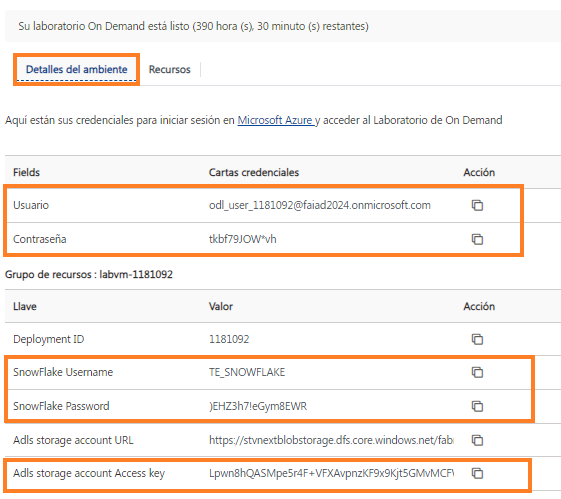 Su laboratorio On Demand está listo (390 hora (s), 30 minuto (s) restantes)
Detalles del ambiente Recursos
Aquí están sus credenciales para iniciar sesión en Microsoft Azure y acceder al Laboratorio de On Demand
Fields Cartas credenciales Acción
Usuario odl_user_1181092@faiad2024.onmicrosoft.com
Contraseña tkbf79JOW*vh
Grupo de recursos : labvm-1181092
Llave Valor Acción
Deployment ID 1181092
SnowFlake Username TE_SNOWFLAKE
SnowFlake Password )EHZ3h7!eGym8EWR
Adls storage account URL https://stvnextblobstorage.dfs.core.windows.net/fab
Adls storage account Access key Lpwn8hQASMpe5r4F+VFXAvpnzKF9x9Kjt5GMvMCF